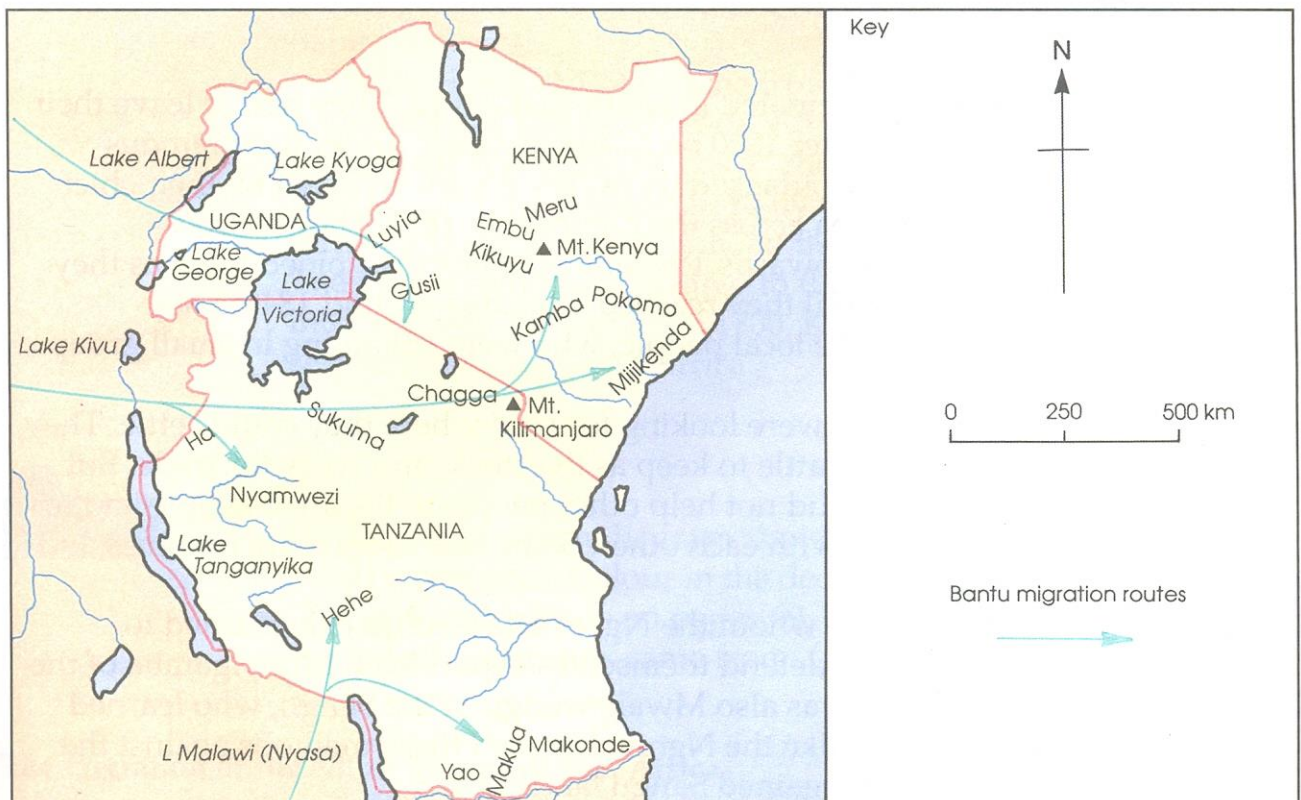 Key
N
0 250 500 km
Bantu migration routes
Lake Albert
Lake Kyoga
KENYA
UGANDA
Luyia
Meru
Embu
Kikuyu
Mt.Kenya
Lake
George
Lake
Victoria
Gusii
Kamba
Pokomo
Mijikenda
Lake Kivu
Chagga
Mt.
Kilimanjaro
Sukuma
Ha
Nyamwezi
TANZANIA
Lake
Tanganyika
Hehe
L Malawi (Nyasa)
Yao
Makua
Makonde